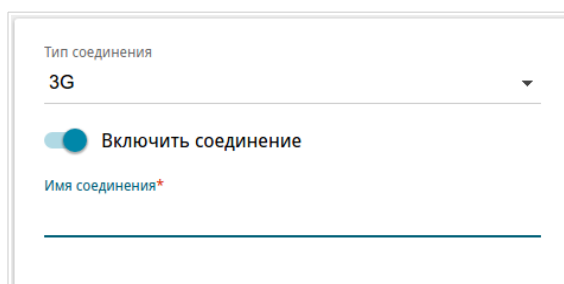 Тип соединения
3G
Включить соединение
Имя соединения*